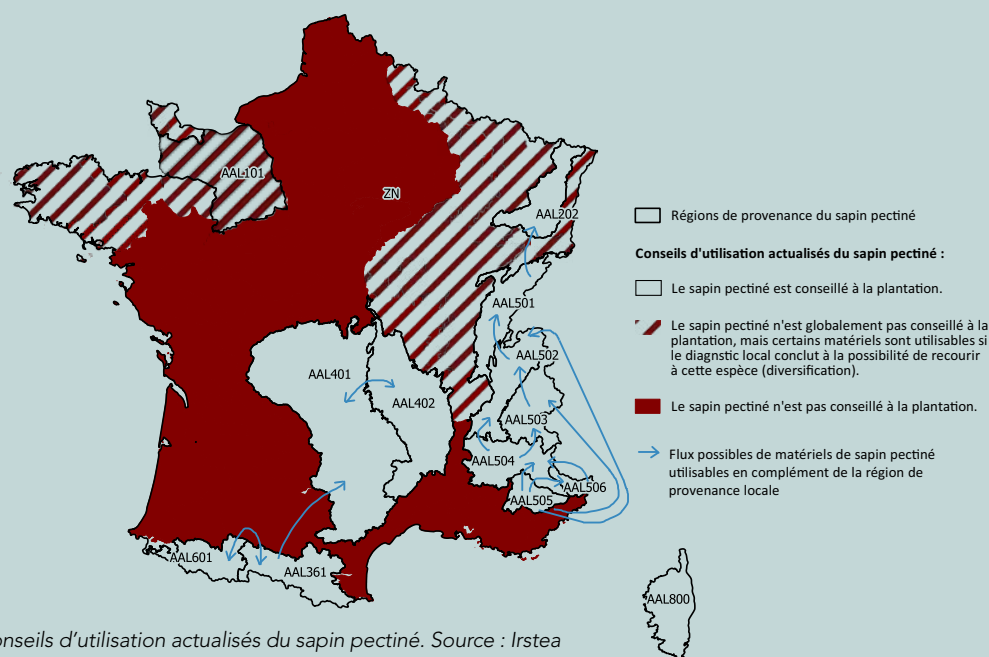 AAL101
ZN
AAL202
AAL501
AAL502
AAL401
AAL402
AAL503
AAL504
AAL506
AAL505
AAL601
AAL361
AAL800
Régions de provenance du sapin pectiné
Conseils d'utilisation actualisés du sapin pectiné :
Le sapin pectiné est conseillé à la plantation.
Le sapin pectiné n'est globalement pas conseillé à la
plantation, mais certains matériels sont utilisables si
le diagnstic local conclut à la possibilité de recourir
à cette espèce (diversification).
Le sapin pectiné n'est pas conseillé à la plantation.
Flux possibles de matériels de sapin pectiné
utilisables en complément de la région de
provenance locale
onseils d'utilisation actualisés du sapin pectiné. Source : Irstea